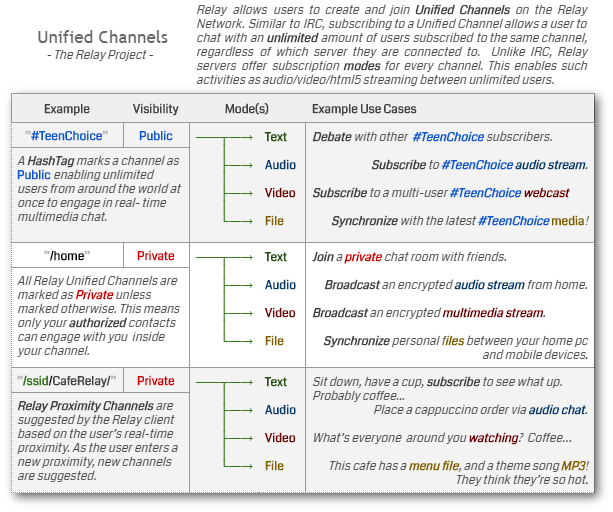 Unified Channels
- The Relay Project -
Relay allows users to create and join Unified Channels on the Relay
Network. Similar to IRC, subscribing to a Unified Channel allows a user to
chat with an unlimited amount of users subscribed to the same channel,
regardless of which server they are connected to.  Unlike IRC, Relay
servers offer subscription modes for every channel. This enables such
activities as audio/video/html5 streaming between unlimited users.
Example Visibility Mode(s) Example Use Cases
"#TeenChoice" Public
A HashTag marks a channel as
Public enabling unlimited
users from around the world at
once to engage in real- time
multimedia chat.
Text Debate with other #TeenChoice subscribers.
Audio Subscribe to #TeenChoice audio stream.
Video Subscribe to a multi-user #TeenChoice webcast
File Synchronize with the latest #TeenChoice media!
"/home" Private
All Relay Unified Channels are
marked as Private unless
marked otherwise. This means
only your authorized contacts
can engage with you inside
your channel.
Text Join a private chat room with friends.
Audio Broadcast an encrypted audio stream from home.
Video Broadcast an encrypted multimedia stream.
File Synchronize personal files between your home pc
and mobile devices.
"/ssid/CafeRelay/" Private
Relay Proximity Channels are
suggested by the Relay client
based on the user's real-time
proximity. As the user enters a
new proximity, new channels
are suggested.
Text Sit down, have a cup, subscribe to see what up.
Probably coffee...
Audio Place a cappuccino order via audio chat.
Video What's everyone around you watching? Coffee...
File This cafe has a menu file, and a theme song MP3!
They think they're so hot.